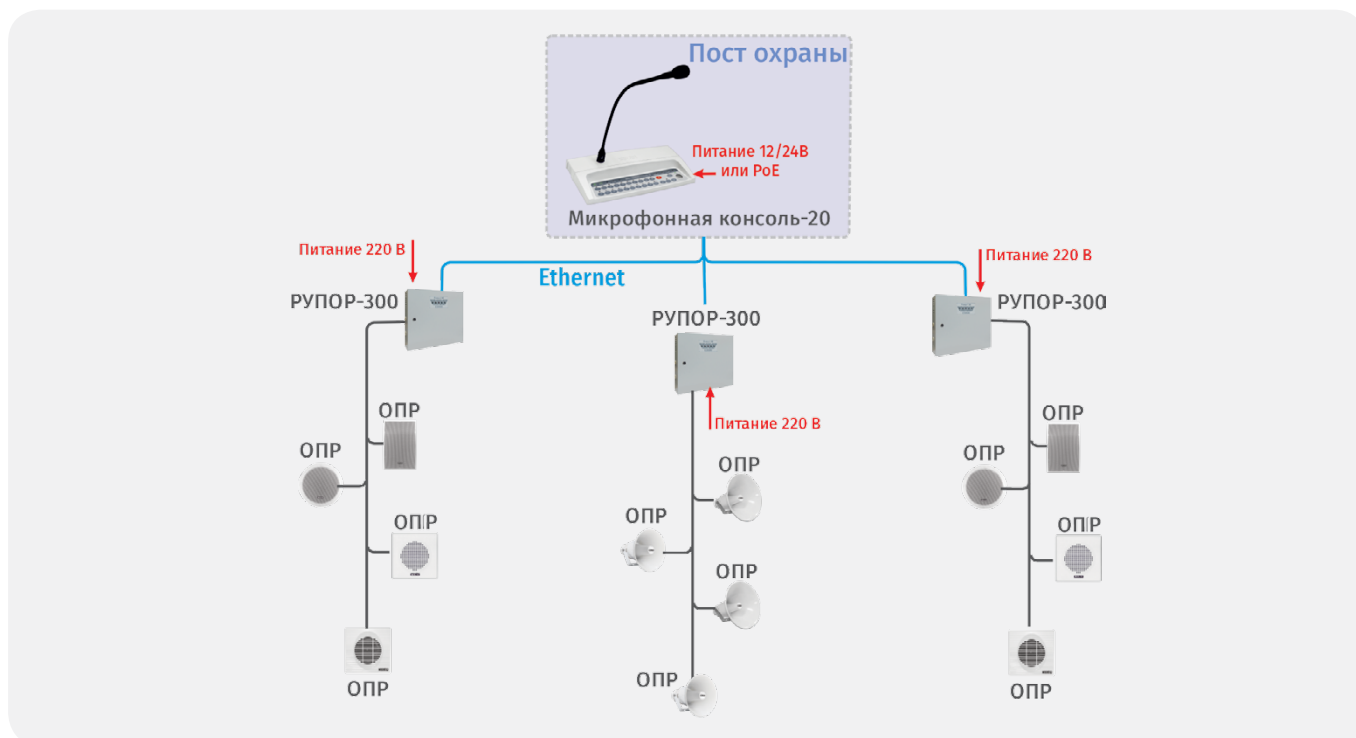 Пост охраны
Питание 12/24В
или PoE
Микрофонная консоль-20
Питание 220 В
Ethernet
Питание 220 В
РУПОР-300
РУПОР-300
РУПОР-300
Питание 220 В
ОПР
ОПР
ОПР
ОПР
ОПР
ОПР
ОПР
ОПР
ОПР
ОПР
ОПР
ОПР